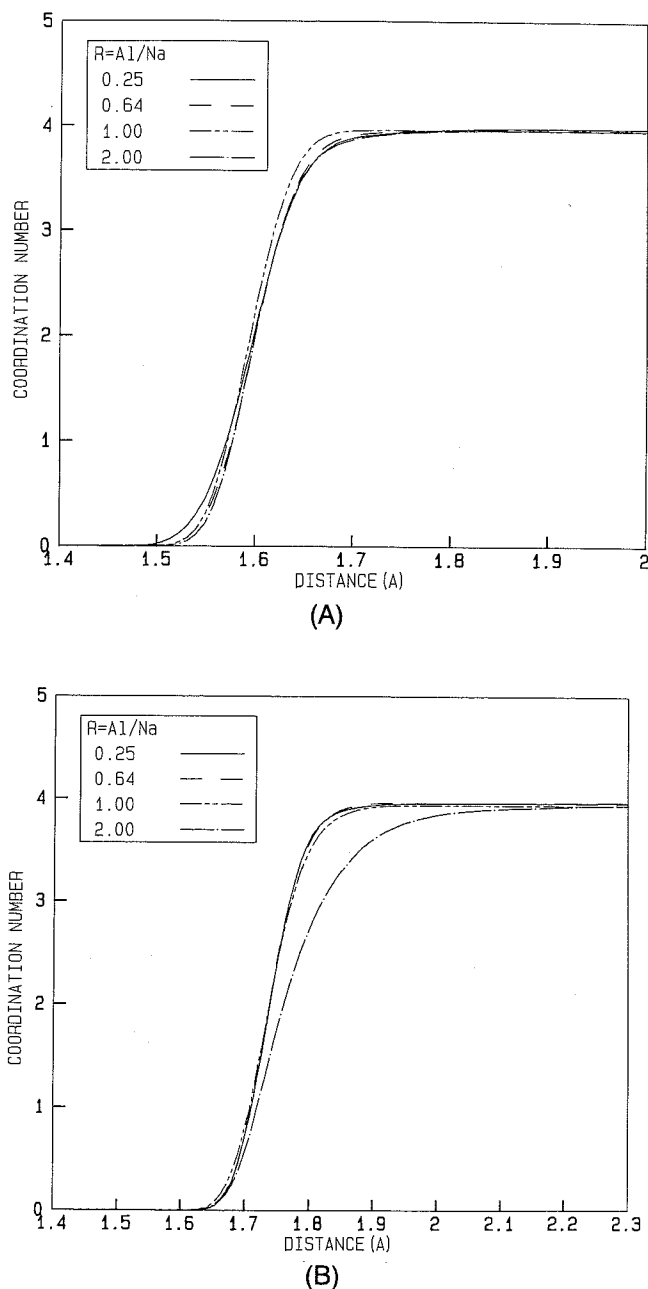 5
R=Al/Na
0.25
0.64
1.00
2.00
4
3
2
1
0
COORDINATION NUMBER
1.4 1.5 1.6 1.7 1.8 1.9 2
DISTANCE(A)
(A)
5
R=Al/Na
0.25
0.64
1.00
2.00
4
3
2
1
0
COORDINATION NUMBER
1.4 1.5 1.6 1.7 1.8 1.9 2 2.1 2.2 2.3
DISTANCE(A)
(B)